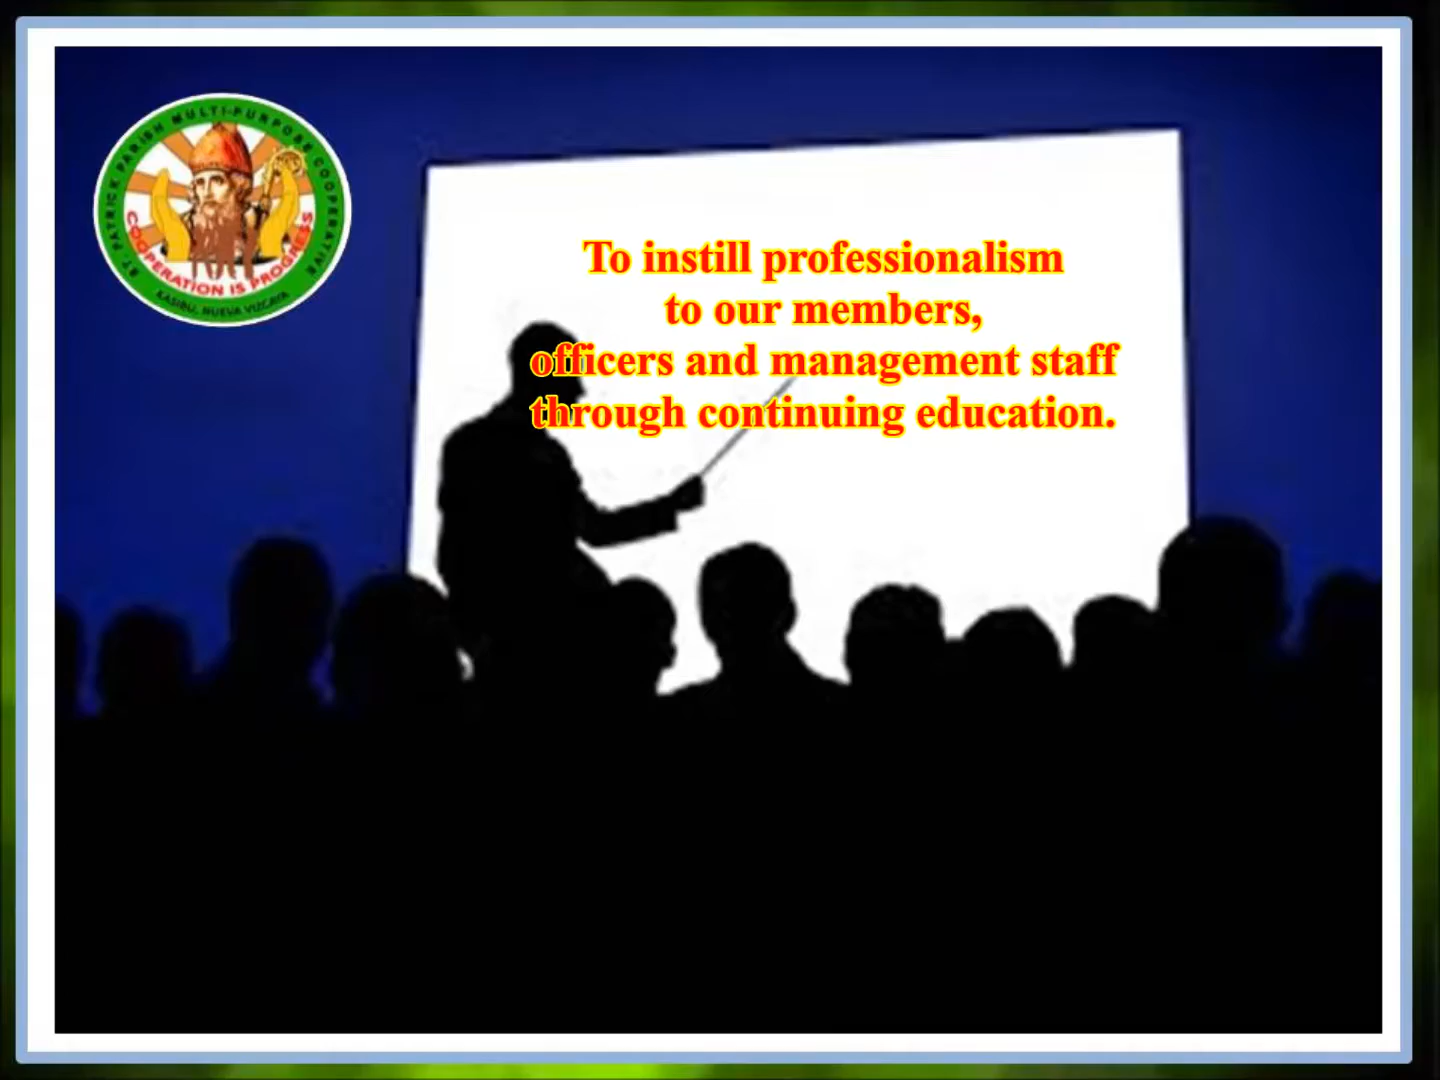 ST. PATRICK PARISH MULTI-PURPOSE COOPERATIVE
COOPERATION IS PROGRESS
KASIBU, NUEVA VIZCAYA
To instill professionalism
to our members,
officers and management staff
through continuing education.